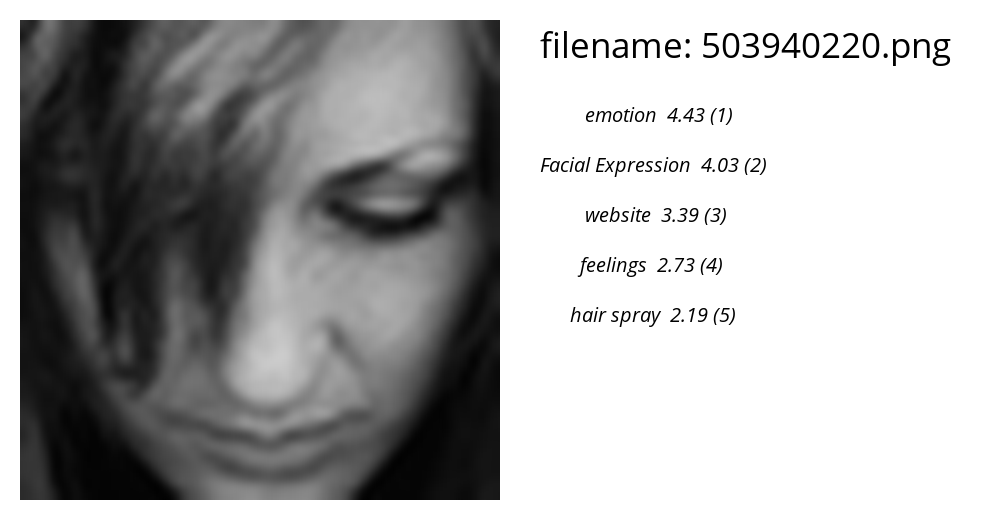 filename: 503940220.png
emotion 4.43 (1)
Facial Expression 4.03 (2)
website 3.39 (3)
feelings 2.73 (4)
hair spray 2.19 (5)